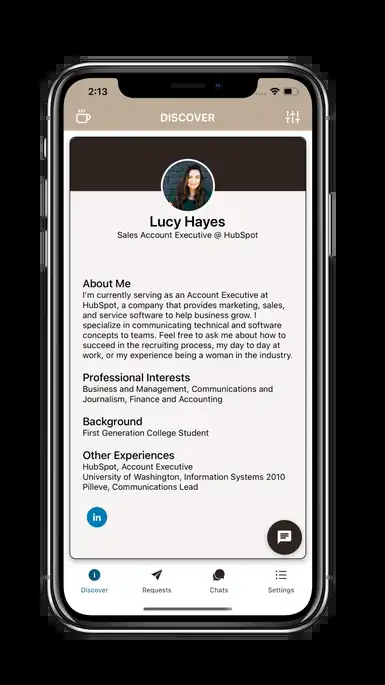 2:13
DISCOVER
Lucy Hayes
Sales Account Executive @ HubSpot
About Me
I'm currently serving as an Account Executive at
HubSpot, a company that provides marketing, sales,
and service software to help business grow. I
specialize in communicating technical and software
concepts to teams. Feel free to ask me about how to
succeed in the recruiting process, my day to day at
work, or my experience being a woman in the industry.
Professional Interests
Business and Management, Communications and
Journalism, Finance and Accounting
Background
First Generation College Student
Other Experiences
HubSpot, Account Executive
University of Washington, Information Systems 2010
Pilleve, Communications Lead
in
Discover
Requests
Chats
Settings